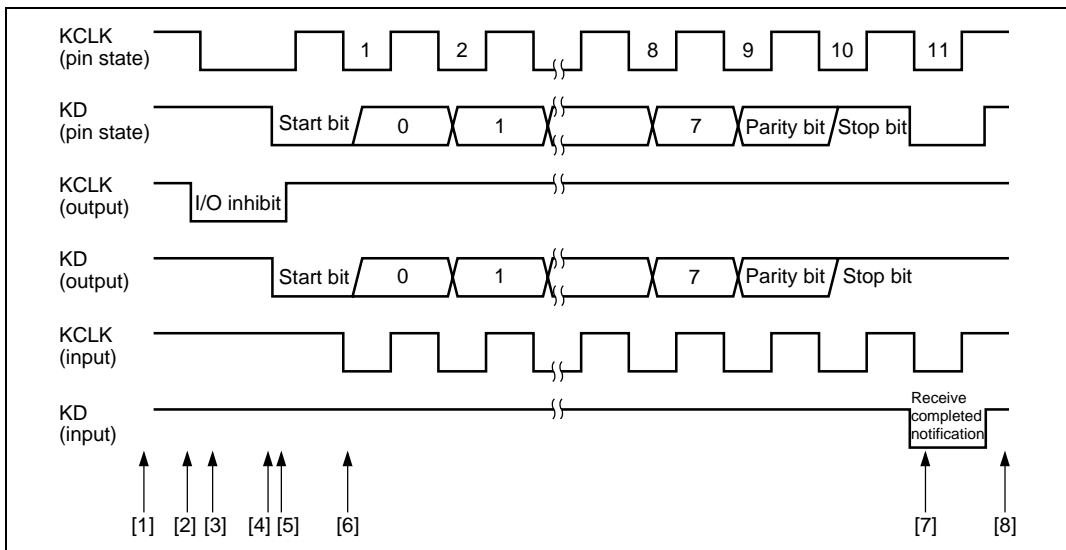 KCLK
(pin state)
1 2 8 9 10 11
KD
(pin state)
Start bit 0 1 7 Parity bit Stop bit
KCLK
(output)
I/O inhibit
KD
(output)
Start bit 0 1 7 Parity bit Stop bit
KCLK
(input)
KD
(input)
Receive
completed
notification
[1] [2] [3] [4] [5] [6] [7] [8]